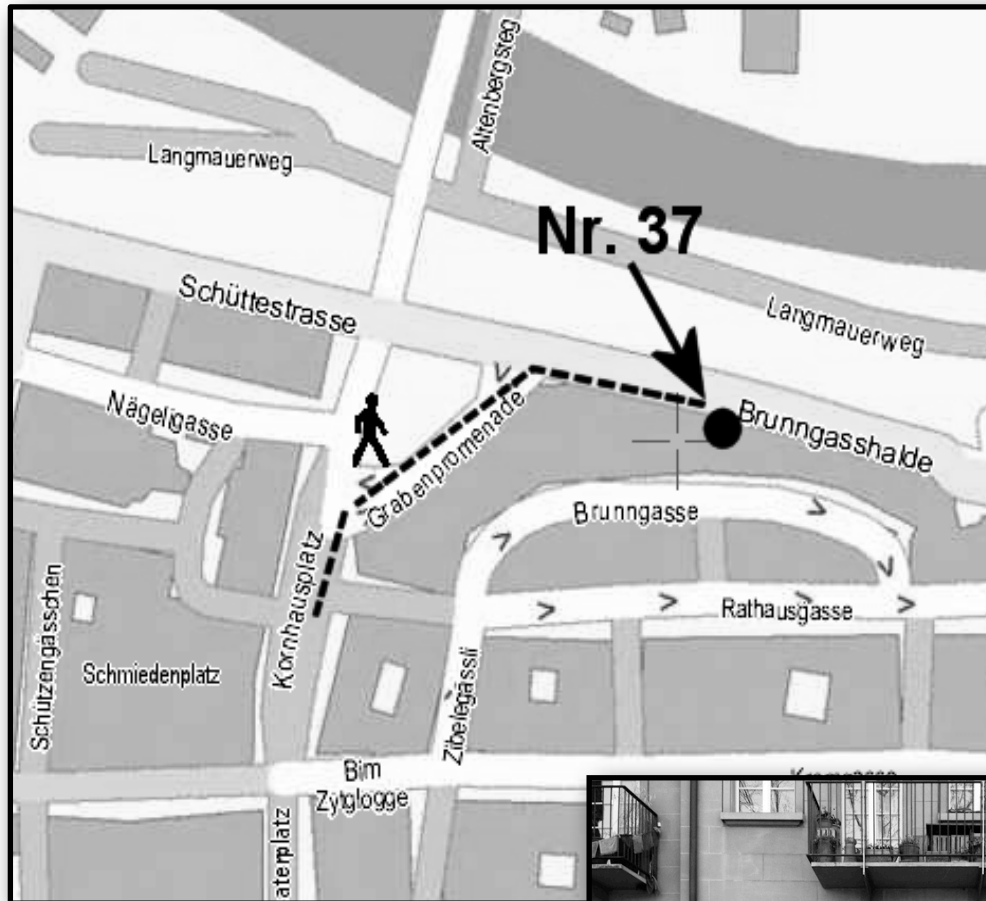 Altenbergsteg
Langmauerweg
Nr. 37
Schüttestrasse
Langmauerweg
Nägeligasse
Grabenpromenade
Brunngasshalde
Brunngasse
Kornhausplatz
Rathausgasse
Schützengässchen
Schmiedenplatz
Zibelegässli
Bim
Zytglogge
aterplatz